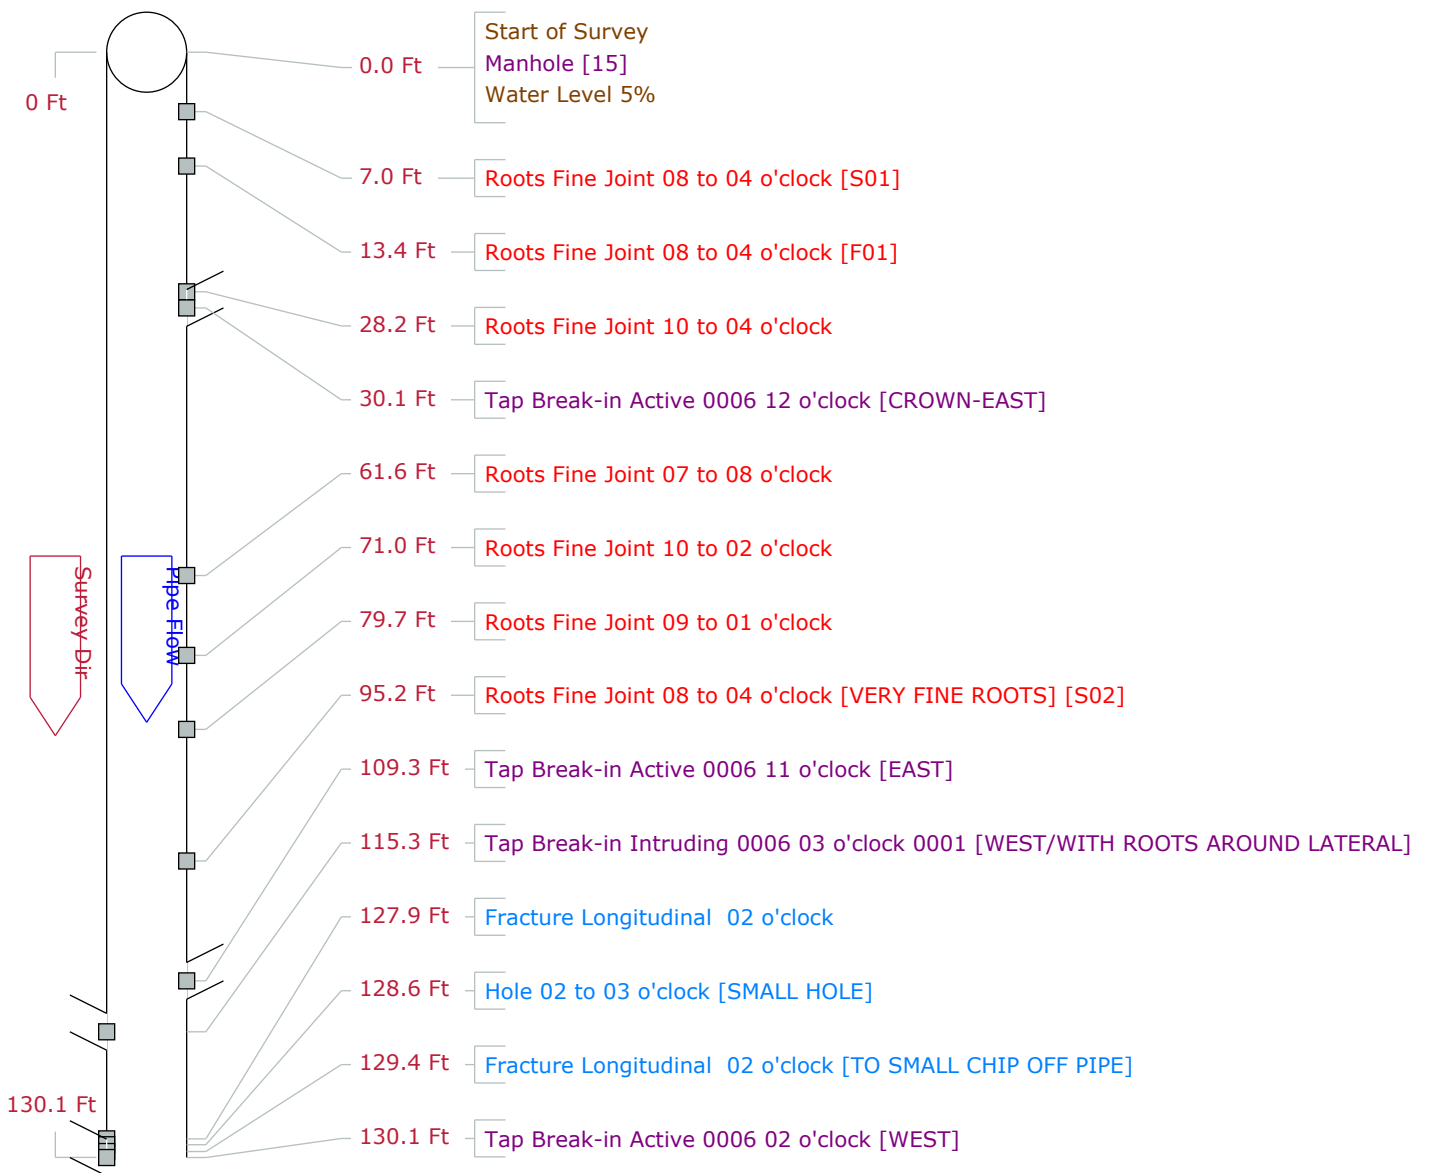 Start of Survey
0.0 Ft Manhole [15]
Water Level 5%
0 Ft
7.0 Ft Roots Fine Joint 08 to 04 o'clock [S01]
13.4 Ft Roots Fine Joint 08 to 04 o'clock [F01]
28.2 Ft Roots Fine Joint 10 to 04 o'clock
30.1 Ft Tap Break-in Active 0006 12 o'clock [CROWN-EAST]
61.6 Ft Roots Fine Joint 07 to 08 o'clock
71.0 Ft Roots Fine Joint 10 to 02 o'clock
Survey Dir
Pipe Flow
79.7 Ft Roots Fine Joint 09 to 01 o'clock
95.2 Ft Roots Fine Joint 08 to 04 o'clock [VERY FINE ROOTS] [S02]
109.3 Ft Tap Break-in Active 0006 11 o'clock [EAST]
115.3 Ft Tap Break-in Intruding 0006 03 o'clock 0001 [WEST/WITH ROOTS AROUND LATERAL]
127.9 Ft Fracture Longitudinal  02 o'clock
128.6 Ft Hole 02 to 03 o'clock [SMALL HOLE]
129.4 Ft Fracture Longitudinal  02 o'clock [TO SMALL CHIP OFF PIPE]
130.1 Ft
130.1 Ft Tap Break-in Active 0006 02 o'clock [WEST]